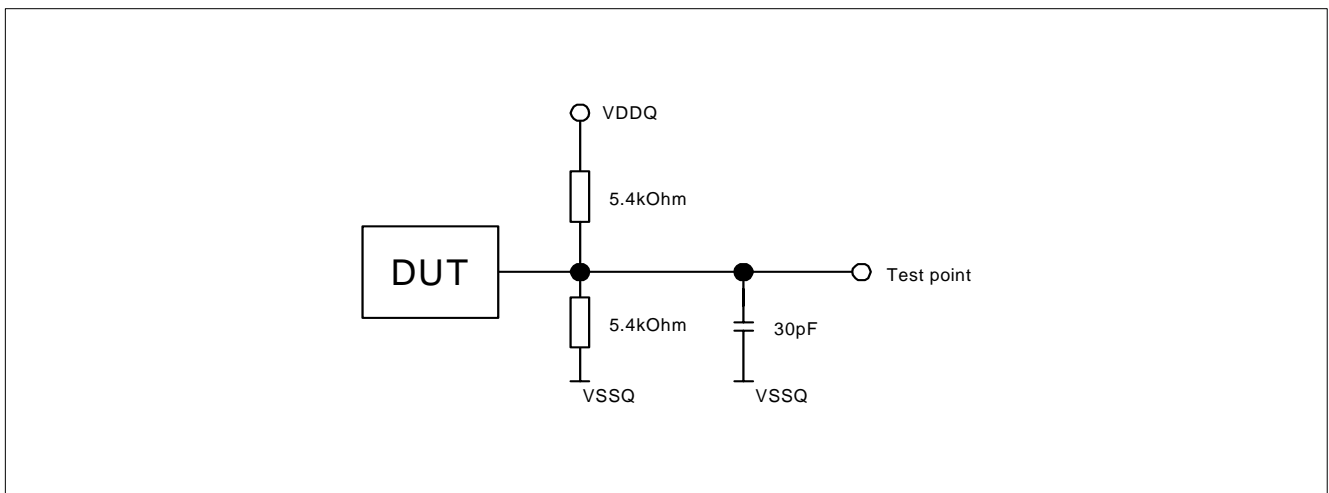 VDDQ
5.4kOhm
DUT
Test point
5.4kOhm
30pF
VSSQ
VSSQ